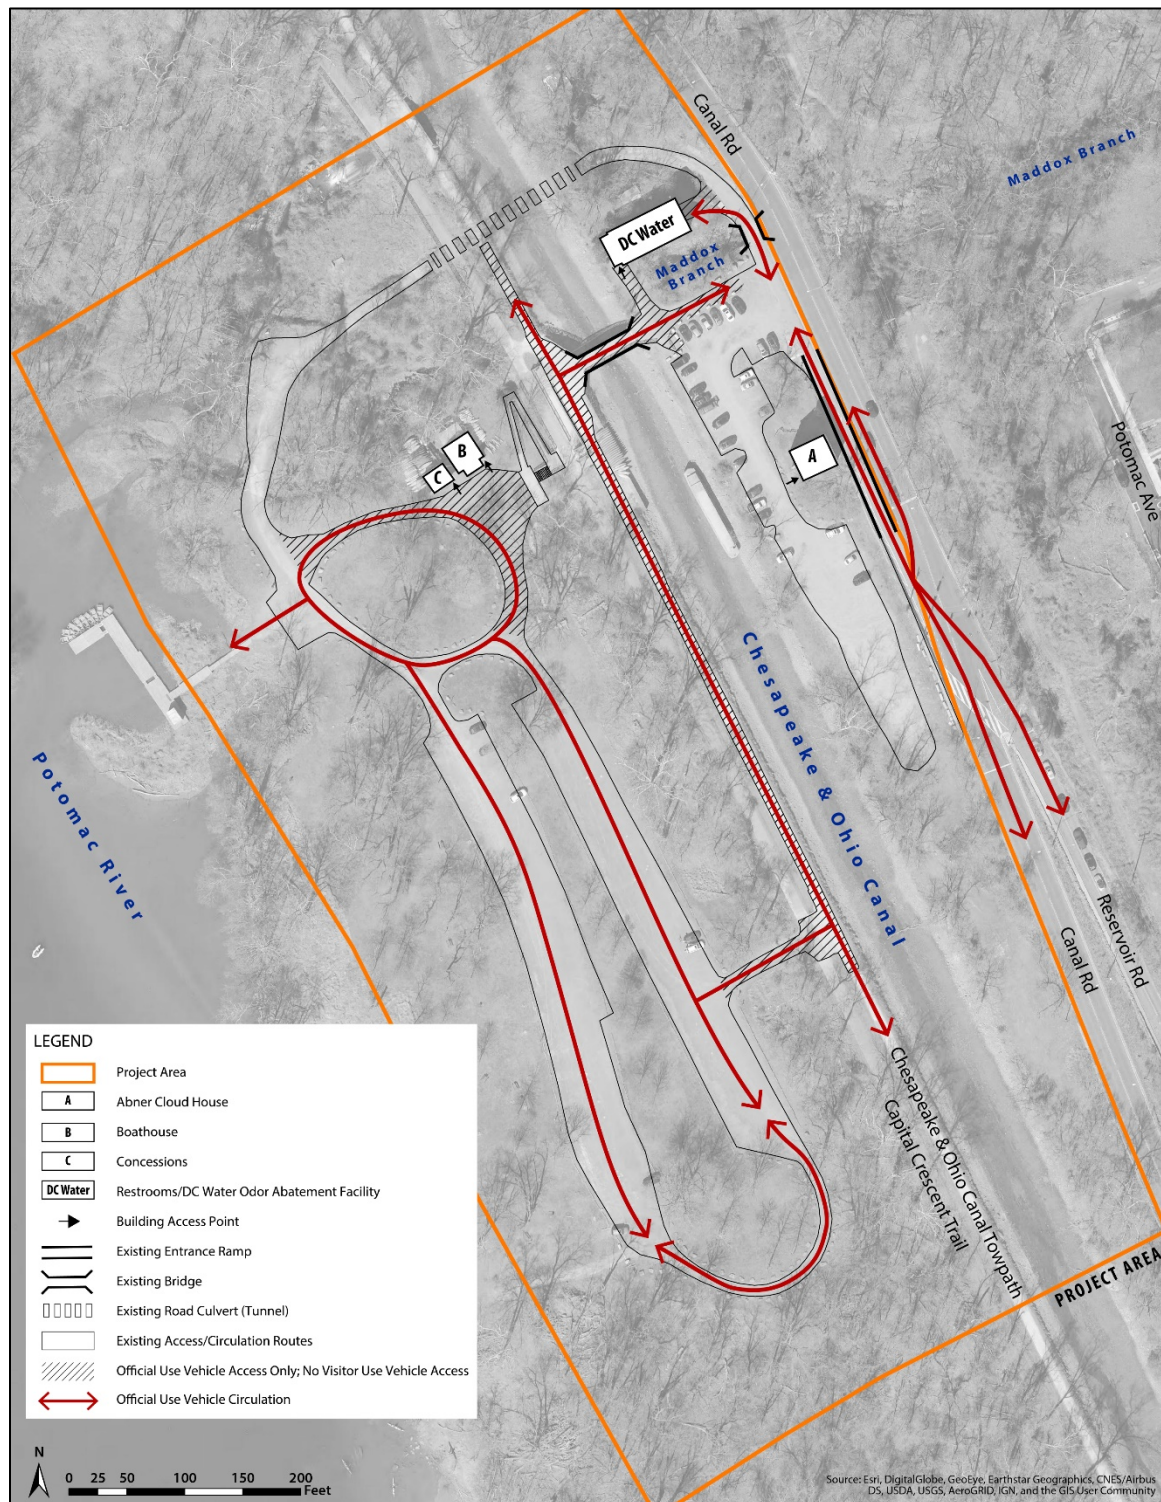 Canal Rd
Maddox Branch
DC Water
Maddox
Branch
A
B
C
Potomac Ave
Chesapeake & Ohio Canal
Potomac River
Reservoir Rd
Canal Rd
Chesapeake & Ohio Canal Towpath
Capital Crescent Trail
PROJECT AREA
LEGEND
Project Area
A Abner Cloud House
B Boathouse
C Concessions
DC Water Restrooms/DC Water Odor Abatement Facility
Building Access Point
Existing Entrance Ramp
Existing Bridge
Existing Road Culvert (Tunnel)
Existing Access/Circulation Routes
Official Use Vehicle Access Only; No Visitor Use Vehicle Access
Official Use Vehicle Circulation
N
0 25 50 100 150 200
Feet
Source: Esri, DigitalGlobe, GeoEye, Earthstar Geographics, CNES/Airbus
DS, USDA, USGS, AeroGRID, IGN, and the GIS User Community